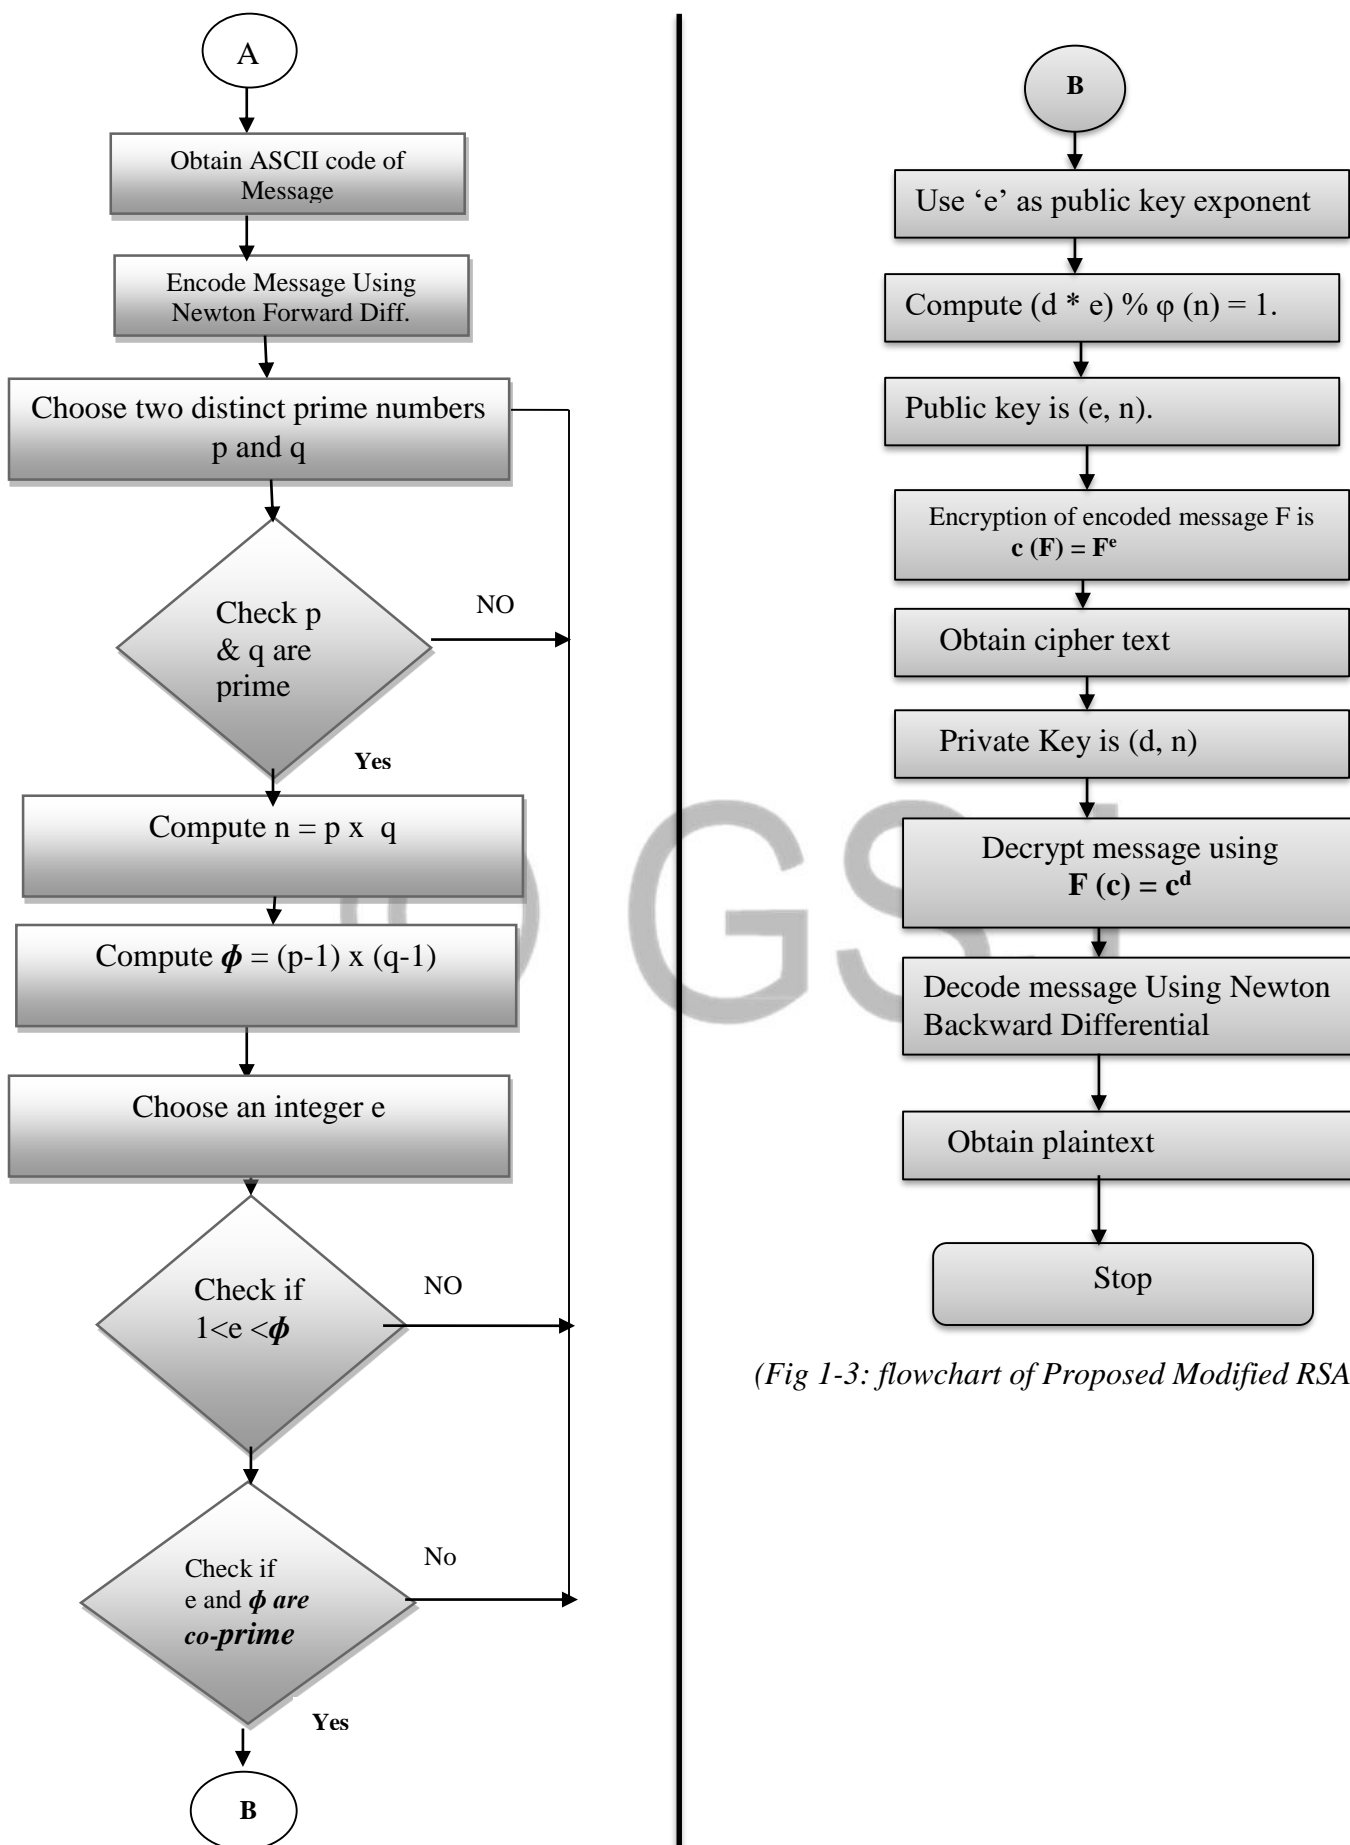 A
Obtain ASCII code of
Message
Encode Message Using
Newton Forward Diff.
Choose two distinct prime numbers
p and q
Check p
& q are
prime
NO
Yes
Compute n = p x q
Compute ϕ = (p-1) x (q-1)
Choose an integer e
Check if
1<e <ϕ
NO
Check if
e and ϕ are
co-prime
No
Yes
B
B
Use ‘e’ as public key exponent
Compute (d * e) % φ (n) = 1.
Public key is (e, n).
Encryption of encoded message F is
c (F) = Fᵉ
Obtain cipher text
Private Key is (d, n)
Decrypt message using
F (c) = cᵈ
Decode message Using Newton
Backward Differential
Obtain plaintext
Stop
(Fig 1-3: flowchart of Proposed Modified RSA